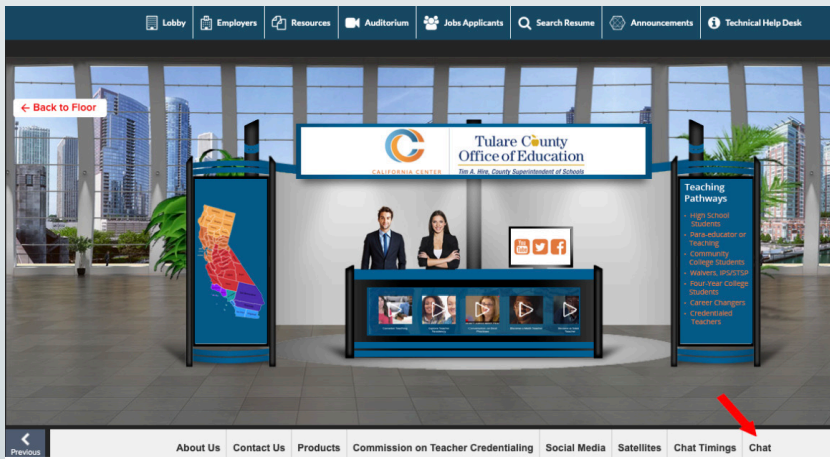 Lobby
Employers
Resources
Auditorium
Jobs Applicants
Search Resume
Announcements
Technical Help Desk
← Back to Floor
CALIFORNIA CENTER
Tulare County
Office of Education
Tim A. Hire, County Superintendent of Schools
Teaching
Pathways
• High School
Students
• Para-educator or
Teaching
• Community
College Students
• Waivers, IPS/STSP
• Four-Year College
Students
• Career Changers
• Credentialed
Teachers
You
Tube
Previous
About Us
Contact Us
Products
Commission on Teacher Credentialing
Social Media
Satellites
Chat Timings
Chat